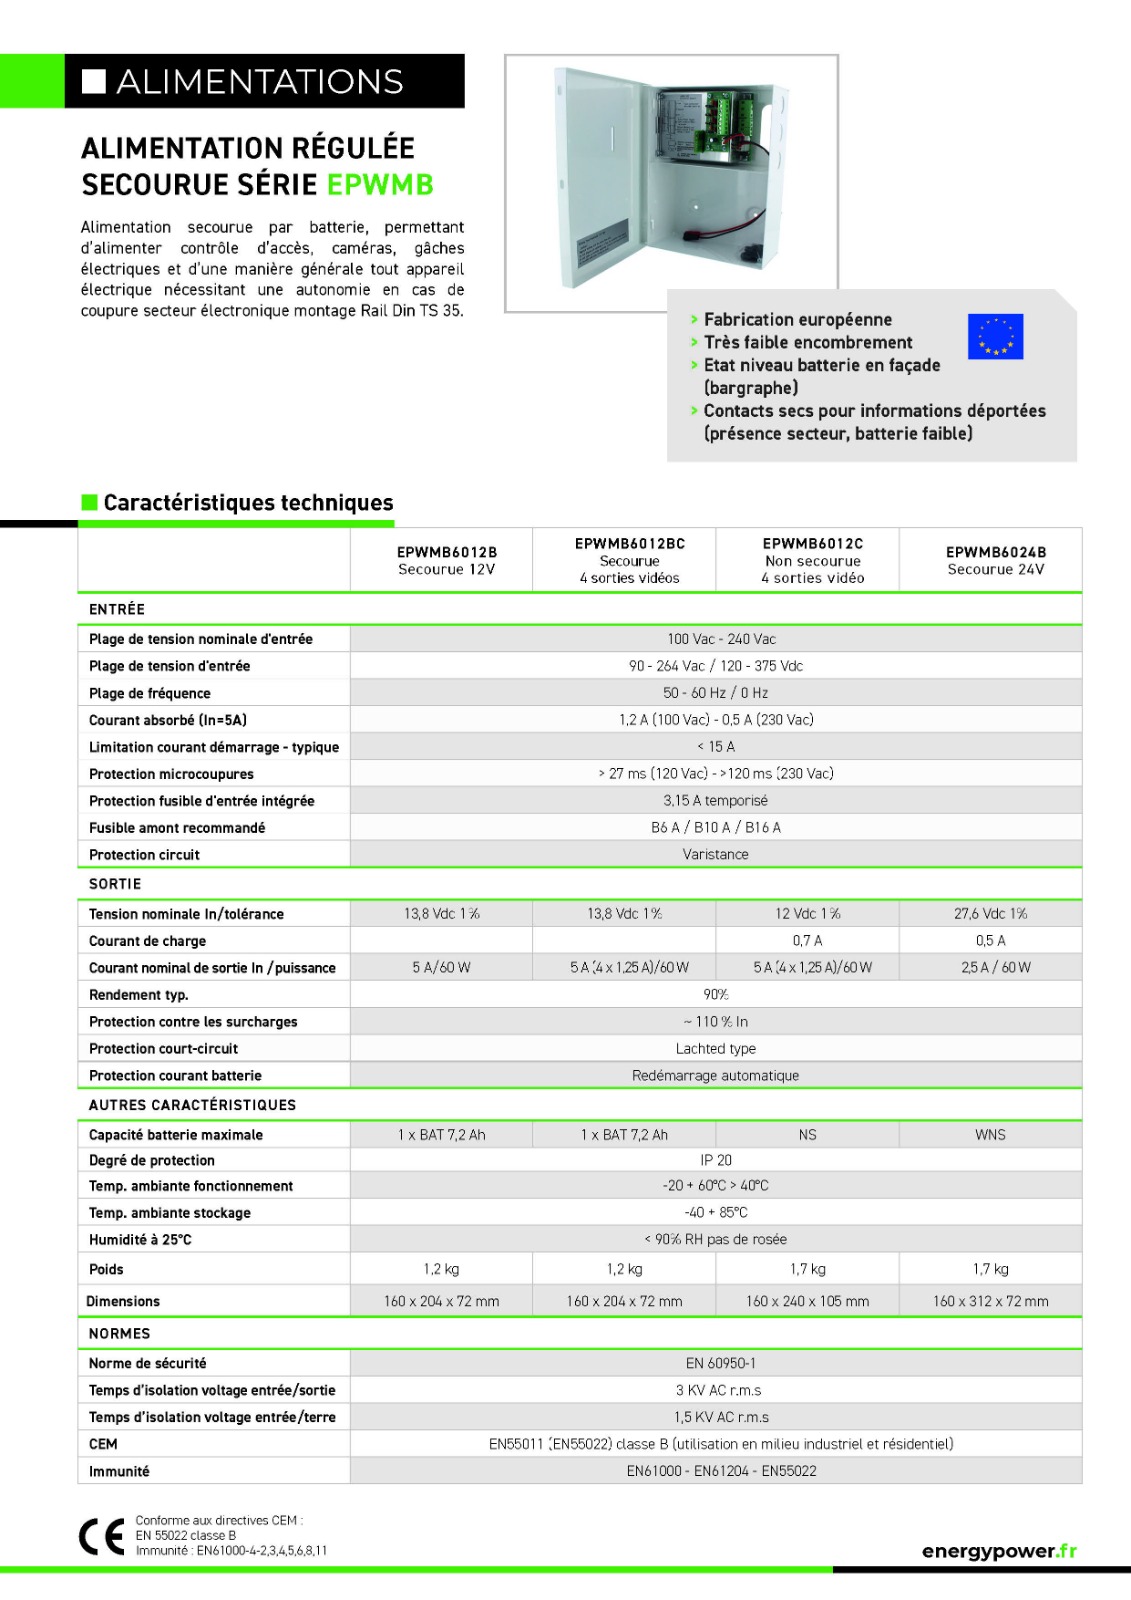 ALIMENTATIONS
ALIMENTATION RÉGULÉE
SECOURUE SÉRIE EPWMB
Alimentation secourue par batterie, permettant
d'alimenter contrôle d'accès, caméras, gâches
électriques et d'une manière générale tout appareil
électrique nécessitant une autonomie en cas de
coupure secteur électronique montage Rail Din TS 35.
> Fabrication européenne
> Très faible encombrement
> Etat niveau batterie en façade
(bargraphe)
> Contacts secs pour informations déportées
(présence secteur, batterie faible)
Caractéristiques techniques
EPWMB6012B EPWMB6012BC EPWMB6012C EPWMB6024B
Secourue 12V Secourue Non secourue Secourue 24V
4 sorties vidéos 4 sorties vidéo
ENTRÉE
Plage de tension nominale d'entrée 100 Vac - 240 Vac
Plage de tension d'entrée 90 - 264 Vac / 120 - 375 Vdc
Plage de fréquence 50 - 60 Hz / 0 Hz
Courant absorbé (In=5A) 1,2 A (100 Vac) - 0,5 A (230 Vac)
Limitation courant démarrage - typique < 15 A
Protection microcoupures > 27 ms (120 Vac) - >120 ms (230 Vac)
Protection fusible d'entrée intégrée 3,15 A temporisé
Fusible amont recommandé B6 A / B10 A / B16 A
Protection circuit Varistance
SORTIE
Tension nominale In/tolérance 13,8 Vdc 1% 13,8 Vdc 1% 12 Vdc 1% 27,6 Vdc 1%
Courant de charge 0,7 A 0,5 A
Courant nominal de sortie In /puissance 5 A/60 W 5 A (4 x 1,25 A)/60 W 5 A (4 x 1,25 A)/60 W 2,5 A / 60 W
Rendement typ. 90%
Protection contre les surcharges ~ 110 % In
Protection court-circuit Lachted type
Protection courant batterie Redémarrage automatique
AUTRES CARACTÉRISTIQUES
Capacité batterie maximale 1 x BAT 7,2 Ah 1 x BAT 7,2 Ah NS WNS
Degré de protection IP 20
Temp. ambiante fonctionnement -20 + 60°C > 40°C
Temp. ambiante stockage -40 + 85°C
Humidité à 25°C < 90% RH pas de rosée
Poids 1,2 kg 1,2 kg 1,7 kg 1,7 kg
Dimensions 160 x 204 x 72 mm 160 x 204 x 72 mm 160 x 240 x 105 mm 160 x 312 x 72 mm
NORMES
Norme de sécurité EN 60950-1
Temps d'isolation voltage entrée/sortie 3 KV AC r.m.s
Temps d'isolation voltage entrée/terre 1,5 KV AC r.m.s
CEM EN55011 (EN55022) classe B (utilisation en milieu industriel et résidentiel)
Immunité EN61000 - EN61204 - EN55022
CE
Conforme aux directives CEM :
EN 55022 classe B
Immunité : EN61000-4-2,3,4,5,6,8,11
energypower.fr